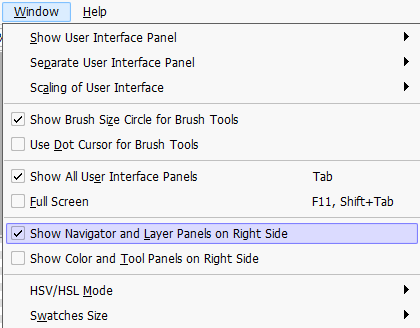 Window Help
Show User Interface Panel
Separate User Interface Panel
Scaling of User Interface
Show Brush Size Circle for Brush Tools
Use Dot Cursor for Brush Tools
Show All User Interface Panels Tab
Full Screen F11, Shift+Tab
Show Navigator and Layer Panels on Right Side
Show Color and Tool Panels on Right Side
HSV/HSL Mode
Swatches Size